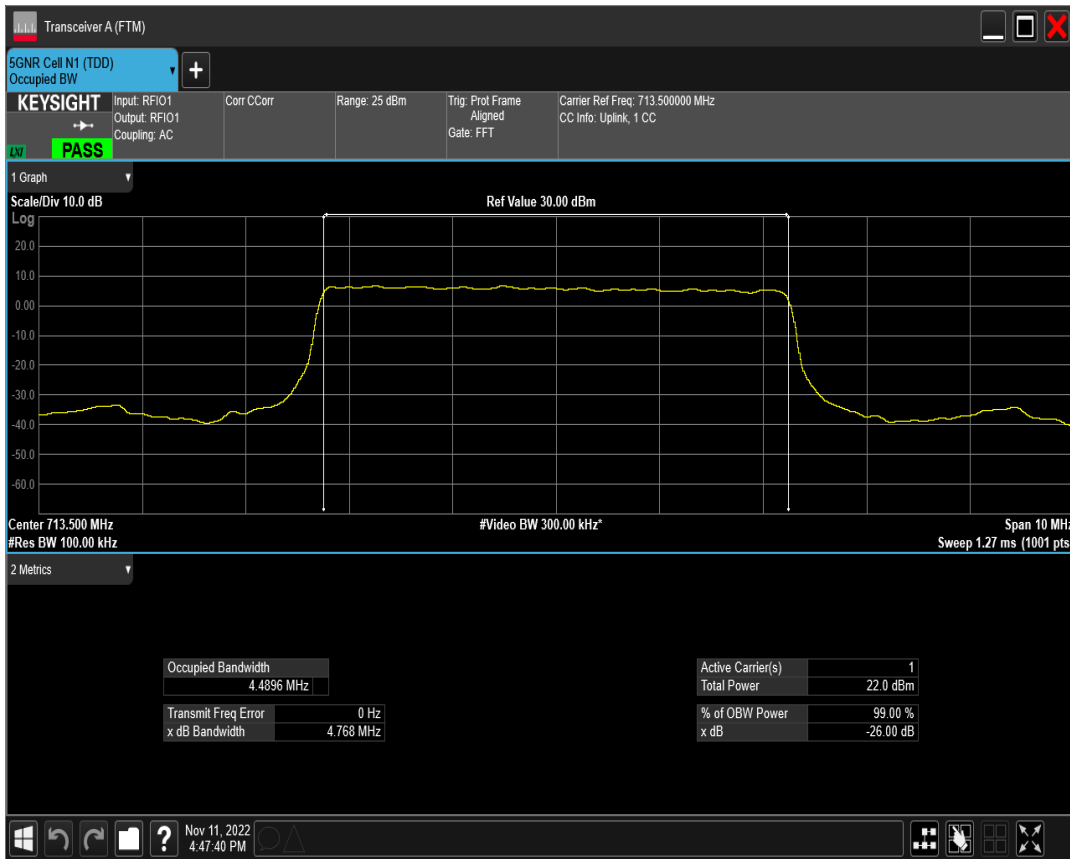 Transceiver A (FTM)
5GNR Cell N1 (TDD)
Occupied BW
+
KEYSIGHT
Input: RFIO1
Output: RFIO1
Coupling: AC
Corr CCorr
Range: 25 dBm
Trig: Prot Frame
Aligned
Gate: FFT
Carrier Ref Freq: 713.500000 MHz
CC Info: Uplink, 1 CC
LXI
PASS
1 Graph
Scale/Div 10.0 dB
Ref Value 30.00 dBm
Log
20.0
10.0
0.00
-10.0
-20.0
-30.0
-40.0
-50.0
-60.0
Center 713.500 MHz
#Video BW 300.00 kHz*
Span 10 MHz
#Res BW 100.00 kHz
Sweep 1.27 ms (1001 pts
2 Metrics
Occupied Bandwidth
4.4896 MHz
Transmit Freq Error 0 Hz
x dB Bandwidth 4.768 MHz
Active Carrier(s) 1
Total Power 22.0 dBm
% of OBW Power 99.00 %
x dB -26.00 dB
?
Nov 11, 2022
4:47:40 PM